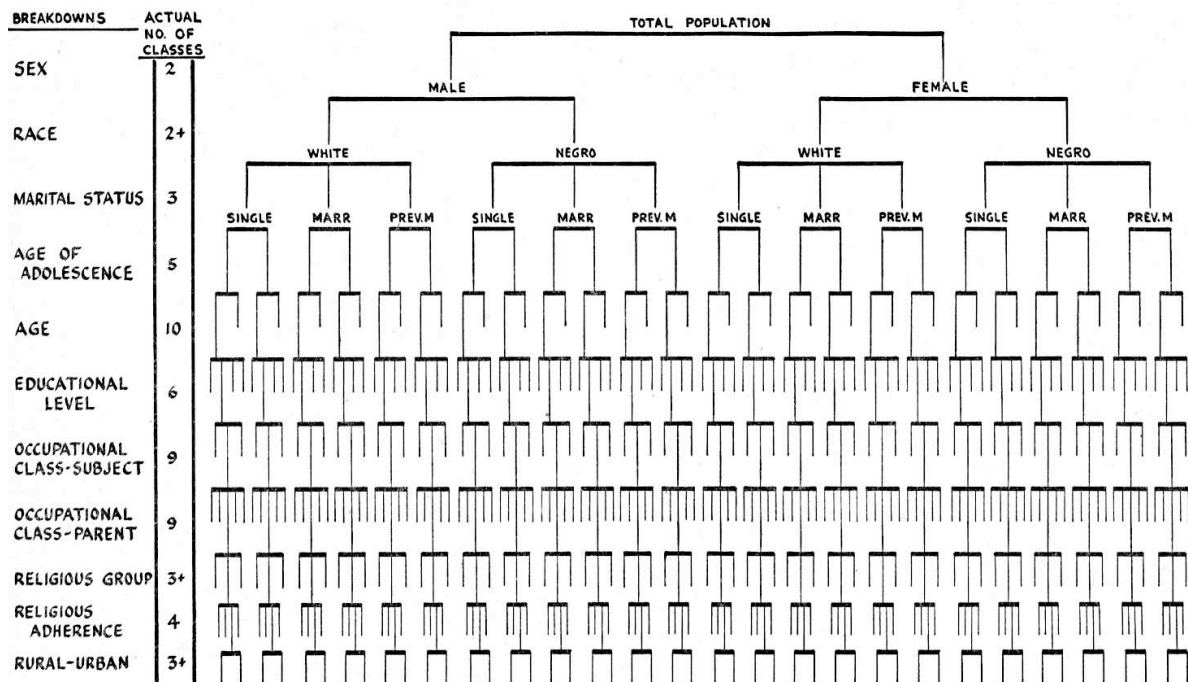 BREAKDOWNS
ACTUAL
NO. OF
CLASSES
TOTAL POPULATION
SEX 2
MALE FEMALE
RACE 2+
WHITE NEGRO WHITE NEGRO
MARITAL STATUS 3
SINGLE MARR PREV.M SINGLE MARR PREV.M SINGLE MARR PREV.M SINGLE MARR PREV.M
AGE OF
ADOLESCENCE 5
AGE 10
EDUCATIONAL
LEVEL 6
OCCUPATIONAL
CLASS-SUBJECT 9
OCCUPATIONAL
CLASS-PARENT 9
RELIGIOUS GROUP 3+
RELIGIOUS
ADHERENCE 4
RURAL-URBAN 3+